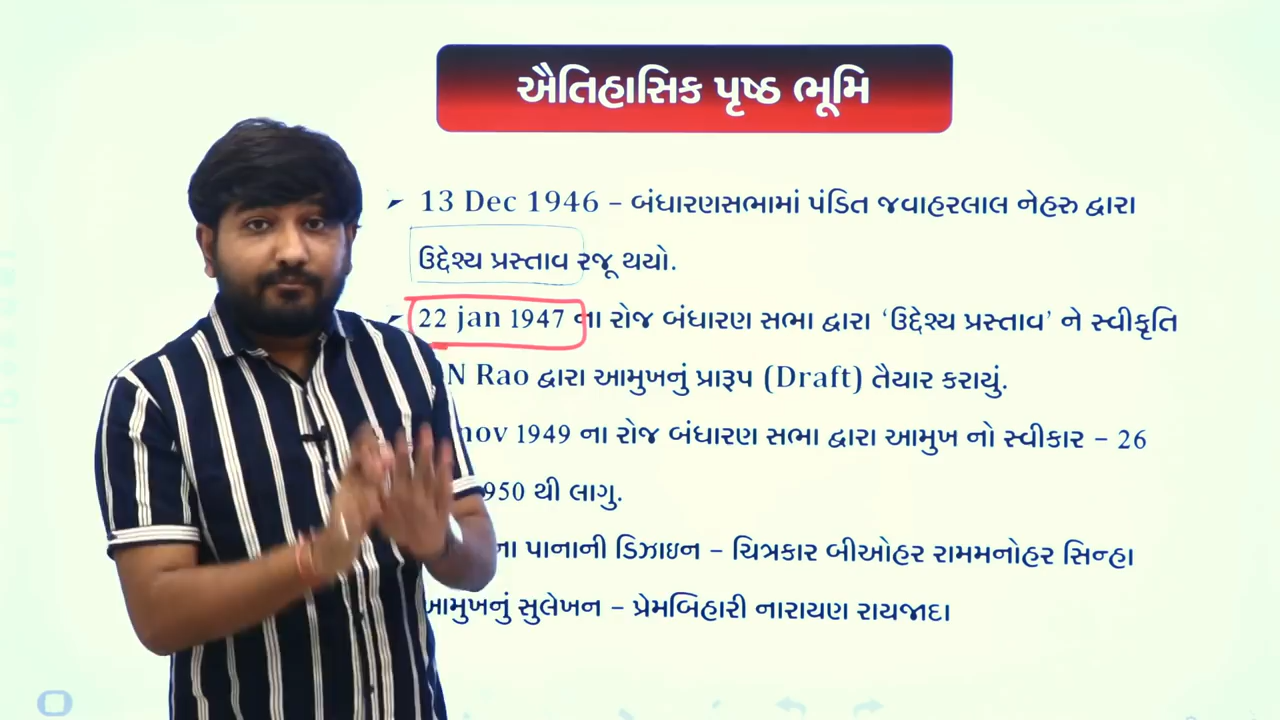 ઐતિહાસિક પૃષ્ઠ ભૂમિ
13 Dec 1946 – બંધારણસભામાં પંડિત જવાહરલાલ નેહરુ દ્વારા
ઉદ્દેશ્ય પ્રસ્તાવ રજૂ થયો.
22 jan 1947 ના રોજ બંધારણ સભા દ્વારા ‘ઉદ્દેશ્ય પ્રસ્તાવ’ ને સ્વીકૃતિ
N Rao દ્વારા આમુખનું પ્રારૂપ (Draft) તૈયાર કરાયું.
nov 1949 ના રોજ બંધારણ સભા દ્વારા આમુખ નો સ્વીકાર – 26
950 થી લાગુ.
ના પાનાની ડિઝાઇન – ચિત્રકાર બીઓહર રામમનોહર સિન્હા
આમુખનું સુલેખન – પ્રેમબિહારી નારાયણ રાયજાદા